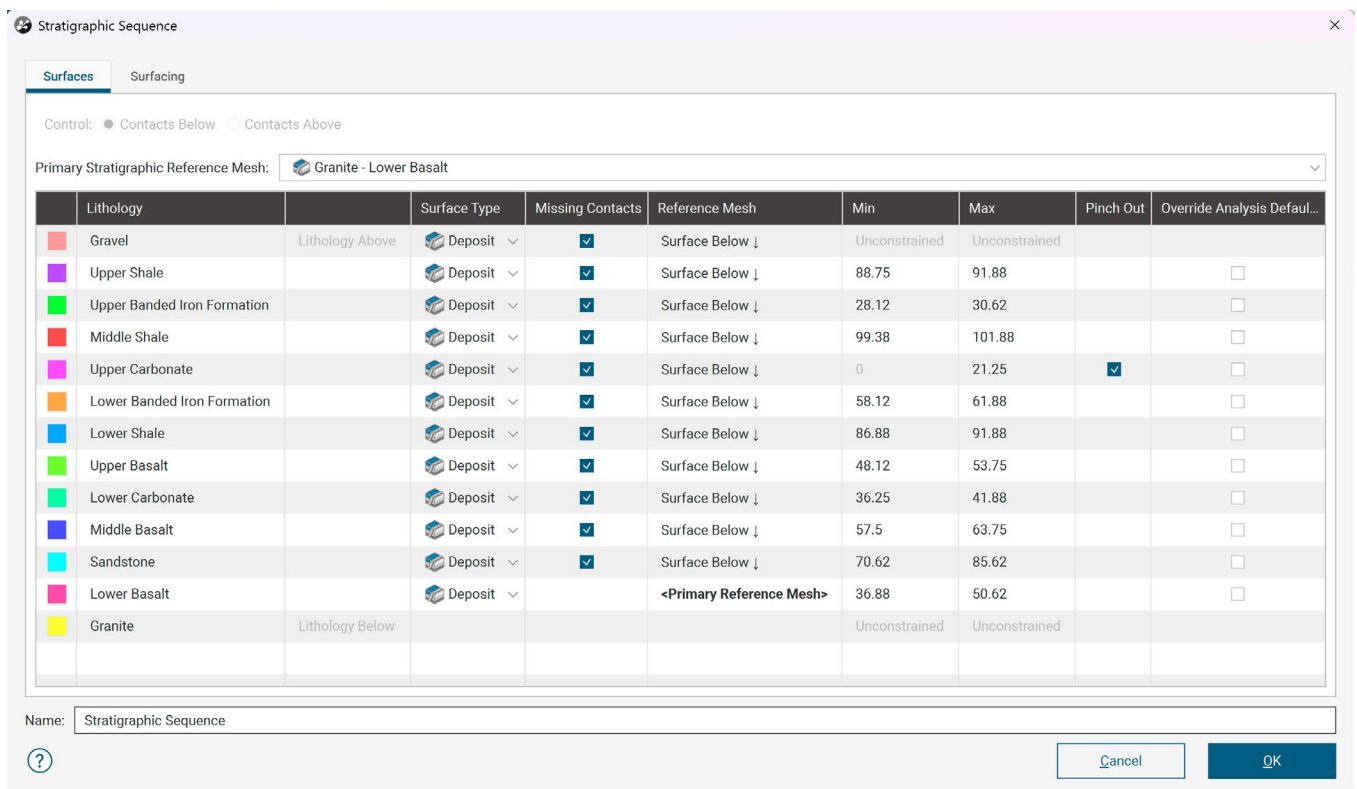 Stratigraphic Sequence
Surfaces Surfacing
Control: Contacts Below Contacts Above
Primary Stratigraphic Reference Mesh: Granite - Lower Basalt
Lithology Surface Type Missing Contacts Reference Mesh Min Max Pinch Out Override Analysis Defaul...
Gravel Lithology Above Deposit Surface Below ↓ Unconstrained Unconstrained
Upper Shale Deposit Surface Below ↓ 88.75 91.88
Upper Banded Iron Formation Deposit Surface Below ↓ 28.12 30.62
Middle Shale Deposit Surface Below ↓ 99.38 101.88
Upper Carbonate Deposit Surface Below ↓ 0 21.25
Lower Banded Iron Formation Deposit Surface Below ↓ 58.12 61.88
Lower Shale Deposit Surface Below ↓ 86.88 91.88
Upper Basalt Deposit Surface Below ↓ 48.12 53.75
Lower Carbonate Deposit Surface Below ↓ 36.25 41.88
Middle Basalt Deposit Surface Below ↓ 57.5 63.75
Sandstone Deposit Surface Below ↓ 70.62 85.62
Lower Basalt Deposit <Primary Reference Mesh> 36.88 50.62
Granite Lithology Below Unconstrained Unconstrained
Name: Stratigraphic Sequence
? Cancel OK